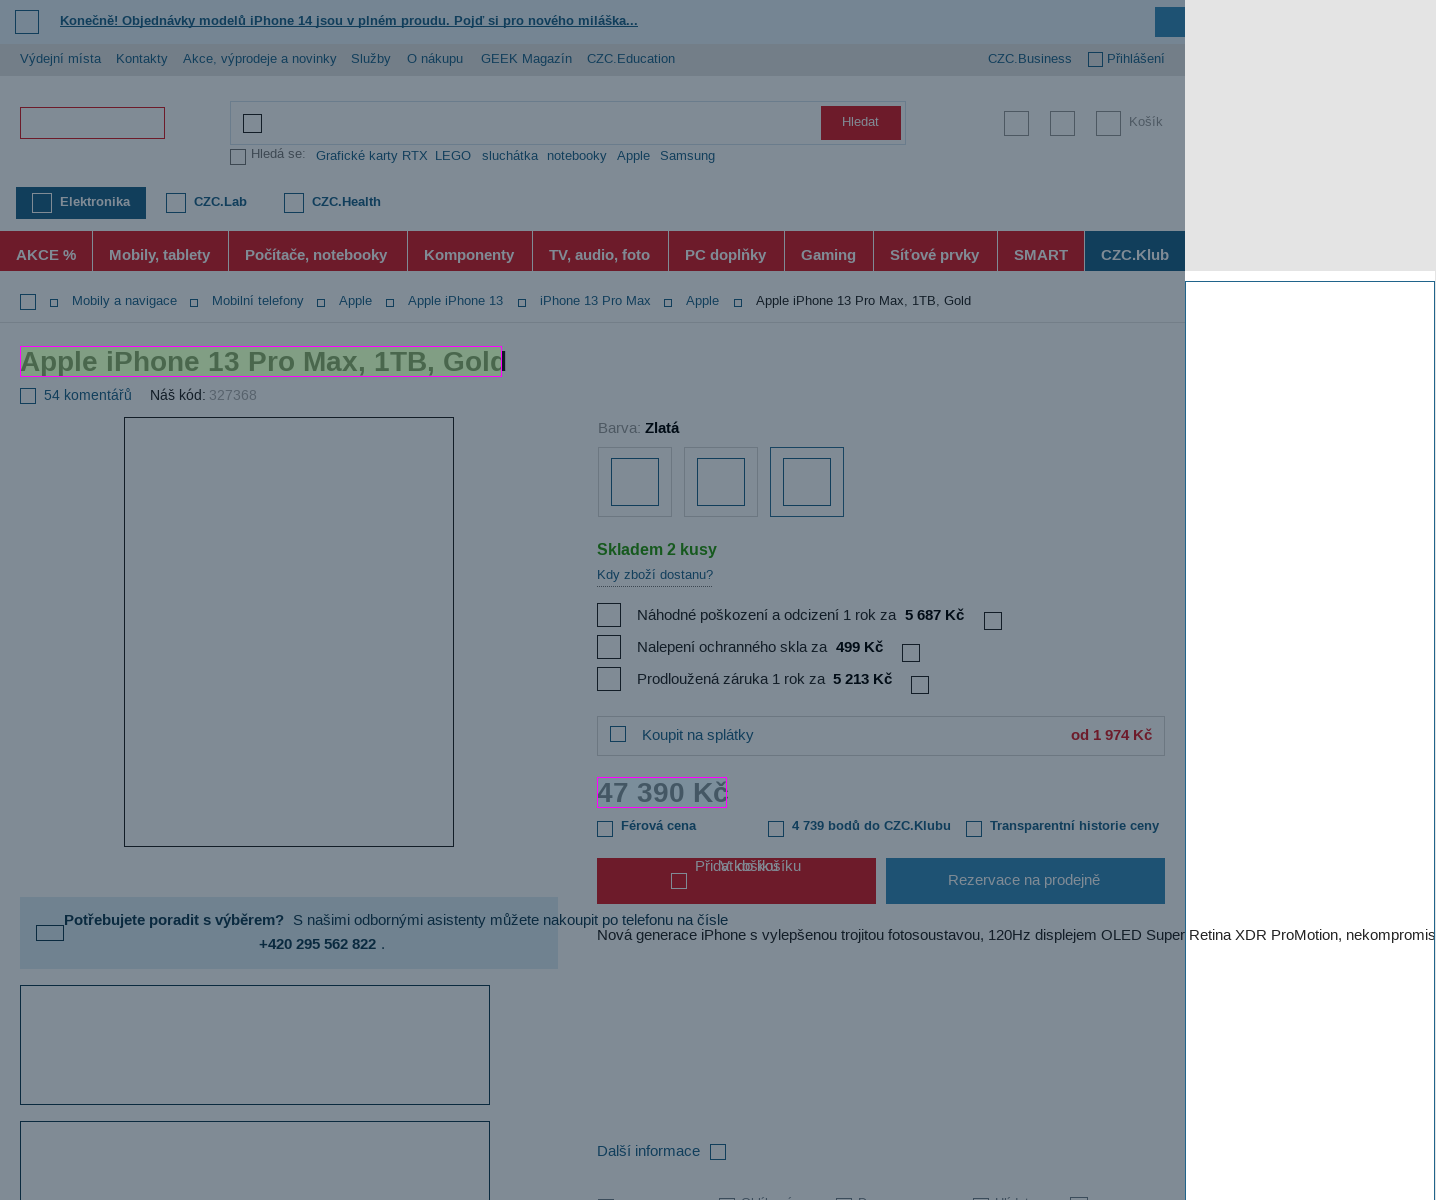 Konečně! Objednávky modelů iPhone 14 jsou v plném proudu. Pojď si pro nového miláška...
Výdejní místa Kontakty Akce, výprodeje a novinky Služby O nákupu GEEK Magazín CZC.Education CZC.Business Přihlášení
Hledat Košík
Hledá se: Grafické karty RTX LEGO sluchátka notebooky Apple Samsung
Elektronika CZC.Lab CZC.Health
AKCE % Mobily, tablety Počítače, notebooky Komponenty TV, audio, foto PC doplňky Gaming Síťové prvky SMART CZC.Klub
Mobily a navigace Mobilní telefony Apple Apple iPhone 13 iPhone 13 Pro Max Apple Apple iPhone 13 Pro Max, 1TB, Gold
Apple iPhone 13 Pro Max, 1TB, Gold
54 komentářů Náš kód: 327368
Barva: Zlatá
Skladem 2 kusy
Kdy zboží dostanu?
Náhodné poškození a odcizení 1 rok za 5 687 Kč
Nalepení ochranného skla za 499 Kč
Prodloužená záruka 1 rok za 5 213 Kč
Koupit na splátky od 1 974 Kč
47 390 Kč
Férová cena 4 739 bodů do CZC.Klubu Transparentní historie ceny
Přidat do košíku V košíku
Rezervace na prodejně
Potřebujete poradit s výběrem? S našimi odbornými asistenty můžete nakoupit po telefonu na čísle
+420 295 562 822 .
Nová generace iPhone s vylepšenou trojitou fotosoustavou, 120Hz displejem OLED Super Retina XDR ProMotion, nekompromis
Další informace